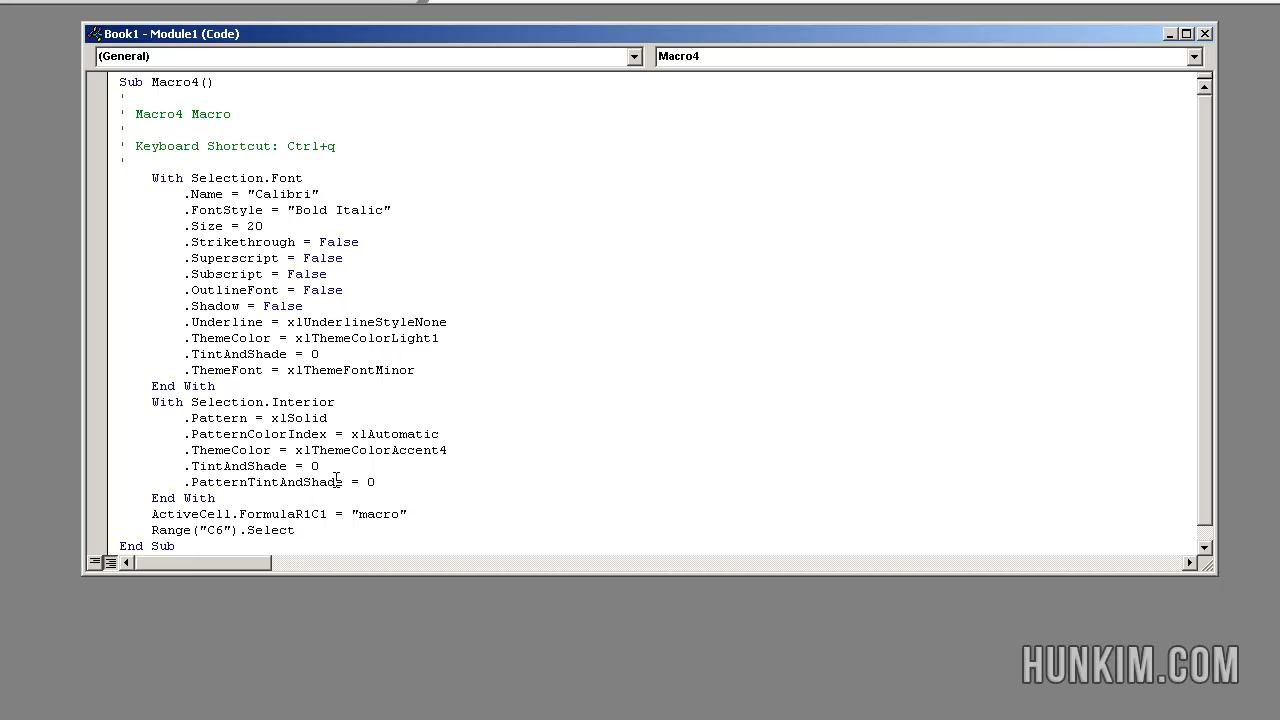 Book1 - Module1 (Code)
(General)
Macro4
Sub Macro4()
'
' Macro4 Macro
'
' Keyboard Shortcut: Ctrl+q
'
With Selection.Font
.Name = "Calibri"
.FontStyle = "Bold Italic"
.Size = 20
.Strikethrough = False
.Superscript = False
.Subscript = False
.OutlineFont = False
.Shadow = False
.Underline = xlUnderlineStyleNone
.ThemeColor = xlThemeColorLight1
.TintAndShade = 0
.ThemeFont = xlThemeFontMinor
End With
With Selection.Interior
.Pattern = xlSolid
.PatternColorIndex = xlAutomatic
.ThemeColor = xlThemeColorAccent4
.TintAndShade = 0
.PatternTintAndShade = 0
End With
ActiveCell.FormulaR1C1 = "macro"
Range("C6").Select
End Sub
HUNKIM.COM